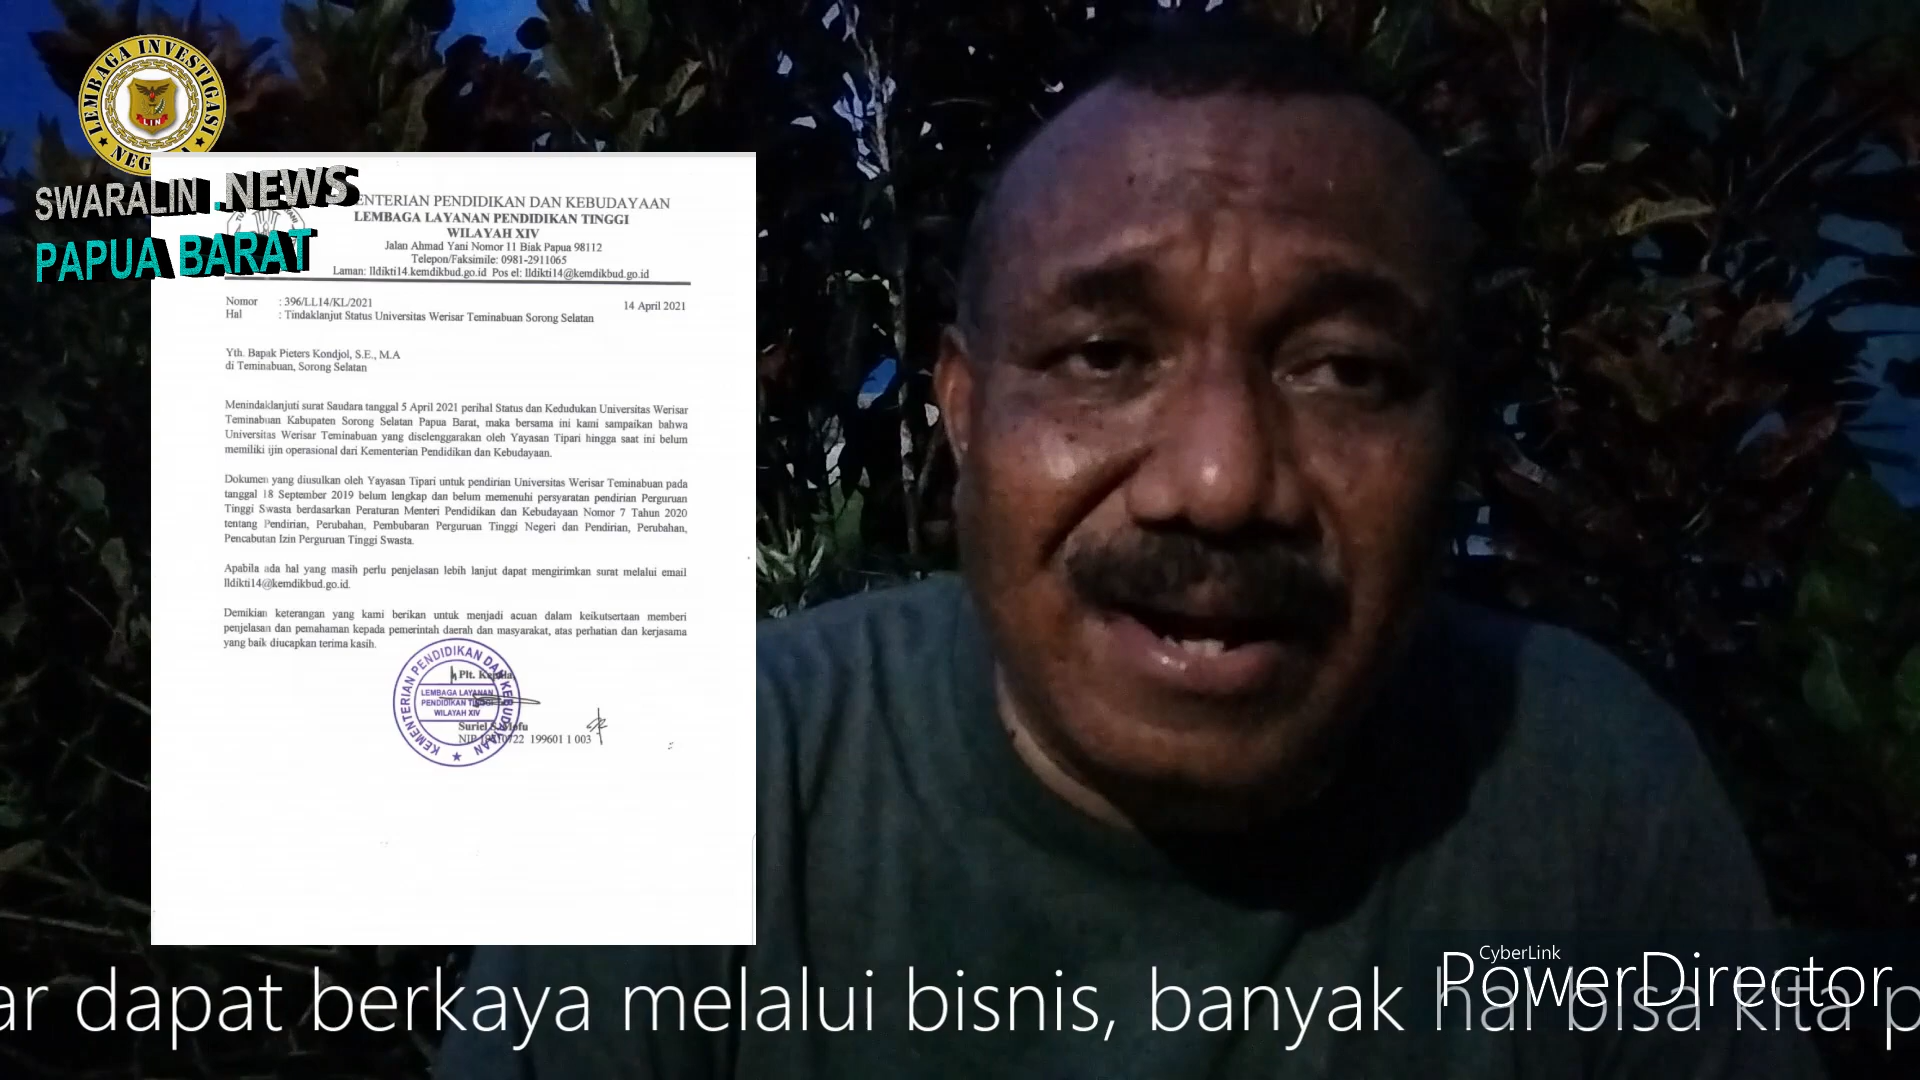 LEMBAGA INVESTIGASI
NEG
LIN
SWARALIN .NEWS
PAPUA BARAT
ENTERIAN PENDIDIKAN DAN KEBUDAYAAN
LEMBAGA LAYANAN PENDIDIKAN TINGGI
WILAYAH XIV
Jalan Ahmad Yani Nomor 11 Biak Papua 98112
Telepon/Faksimile: 0981-2911065
Laman: lldikti14.kemdikbud.go.id Pos el: lldikti14@kemdikbud.go.id
Nomor : 396/LL14/KL/2021 14 April 2021
Hal : Tindaklanjut Status Universitas Werisar Teminabuan Sorong Selatan
Yth. Bapak Pieters Kondjol, S.E., M.A
di Teminabuan, Sorong Selatan
Menindaklanjuti surat Saudara tanggal 5 April 2021 perihal Status dan Kedudukan Universitas Werisar
Teminabuan Kabupaten Sorong Selatan Papua Barat, maka bersama ini kami sampaikan bahwa
Universitas Werisar Teminabuan yang diselenggarakan oleh Yayasan Tipari hingga saat ini belum
memiliki ijin operasional dari Kementerian Pendidikan dan Kebudayaan.
Dokumen yang diusulkan oleh Yayasan Tipari untuk pendirian Universitas Werisar Teminabuan pada
tanggal 18 September 2019 belum lengkap dan belum memenuhi persyaratan pendirian Perguruan
Tinggi Swasta berdasarkan Peraturan Menteri Pendidikan dan Kebudayaan Nomor 7 Tahun 2020
tentang Pendirian, Perubahan, Pembubaran Perguruan Tinggi Negeri dan Pendirian, Perubahan,
Pencabutan Izin Perguruan Tinggi Swasta.
Apabila ada hal yang masih perlu penjelasan lebih lanjut dapat mengirimkan surat melalui email
lldikti14@kemdikbud.go.id.
Demikian keterangan yang kami berikan untuk menjadi acuan dalam keikutsertaan memberi
penjelasan dan pemahaman kepada pemerintah daerah dan masyarakat, atas perhatian dan kerjasama
yang baik diucapkan terima kasih.
Plt. Kepala
KEMENTERIAN PENDIDIKAN DAN KEBUDAYAAN
LEMBAGA LAYANAN
PENDIDIKAN TINGGI
WILAYAH XIV
199601 1 003
CyberLink
PowerDirector
ar dapat berkaya melalui bisnis, banyak hal bisa kita p